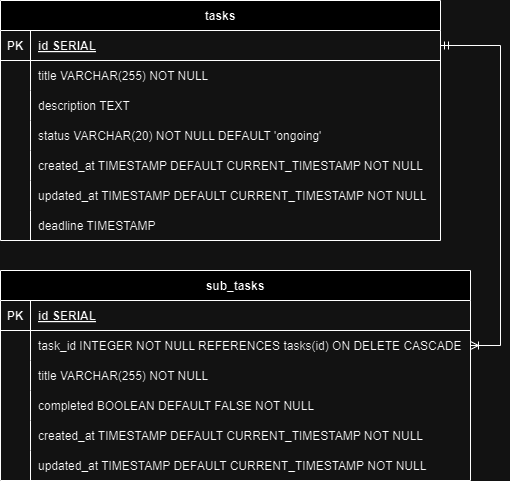 tasks
PK id SERIAL
title VARCHAR(255) NOT NULL
description TEXT
status VARCHAR(20) NOT NULL DEFAULT 'ongoing'
created_at TIMESTAMP DEFAULT CURRENT_TIMESTAMP NOT NULL
updated_at TIMESTAMP DEFAULT CURRENT_TIMESTAMP NOT NULL
deadline TIMESTAMP
sub_tasks
PK id SERIAL
task_id INTEGER NOT NULL REFERENCES tasks(id) ON DELETE CASCADE
title VARCHAR(255) NOT NULL
completed BOOLEAN DEFAULT FALSE NOT NULL
created_at TIMESTAMP DEFAULT CURRENT_TIMESTAMP NOT NULL
updated_at TIMESTAMP DEFAULT CURRENT_TIMESTAMP NOT NULL